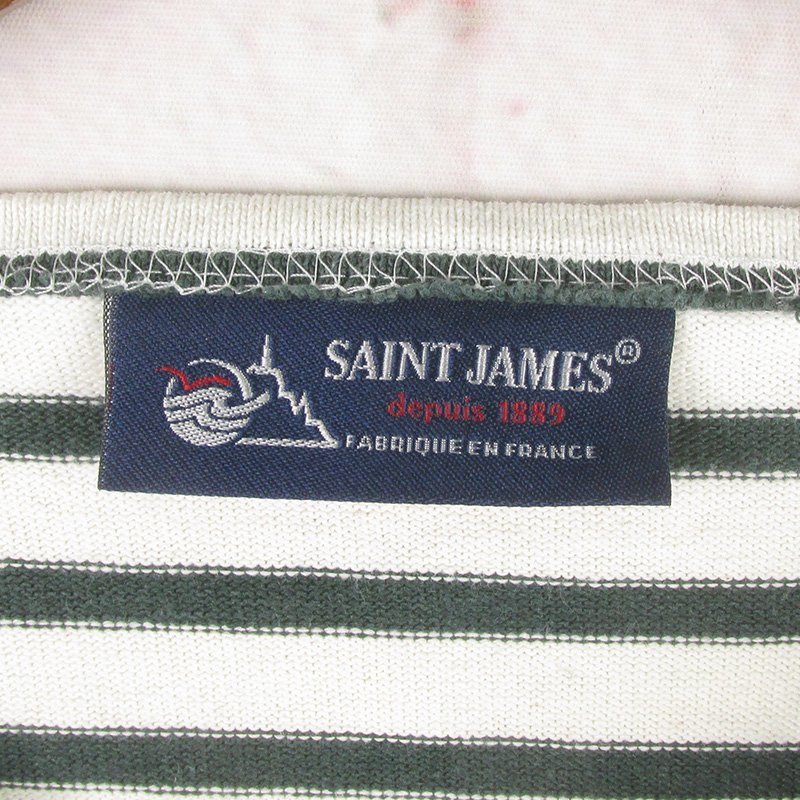 SAINT JAMES®
depuis 1889
FABRIQUE EN FRANCE